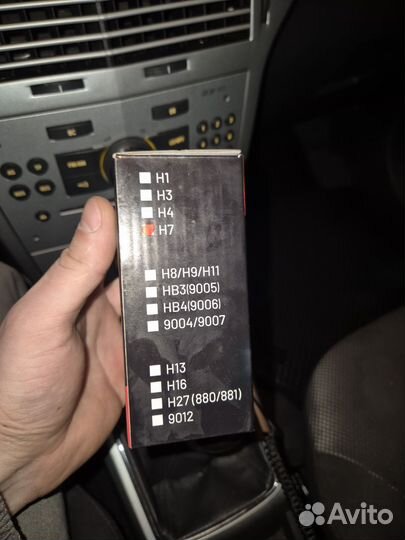 H1
H3
H4
H7
H8/H9/H11
HB3(9005)
HB4(9006)
9004/9007
H13
H16
H27(880/881)
9012
Avito